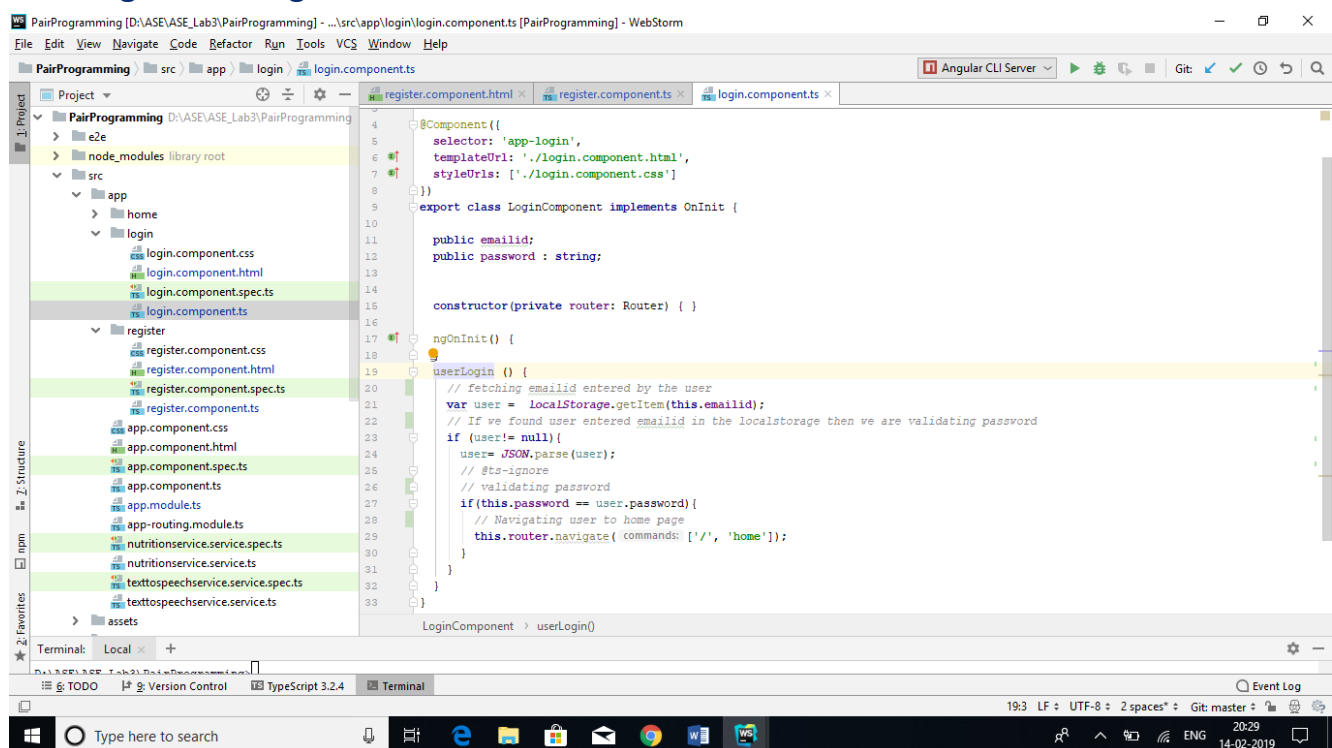 PairProgramming [D:\ASE\ASE_Lab3\PairProgramming] - ...\src\app\login\login.component.ts [PairProgramming] - WebStorm
File Edit View Navigate Code Refactor Run Tools VCS Window Help
PairProgramming src app login login.component.ts Angular CLI Server Git:
1: Project
Project
register.component.html register.component.ts login.component.ts
PairProgramming D:\ASE\ASE_Lab3\PairProgramming
e2e
node_modules library root
src
app
home
login
login.component.css
login.component.html
login.component.spec.ts
login.component.ts
register
register.component.css
register.component.html
register.component.spec.ts
register.component.ts
app.component.css
app.component.html
app.component.spec.ts
app.component.ts
app.module.ts
app-routing.module.ts
nutritionservice.service.spec.ts
nutritionservice.service.ts
texttospeechservice.service.spec.ts
texttospeechservice.service.ts
assets
4 @Component({
5 selector: 'app-login',
6 templateUrl: './login.component.html',
7 styleUrls: ['./login.component.css']
8 })
9 export class LoginComponent implements OnInit {
10
11 public emailid;
12 public password : string;
13
14
15 constructor(private router: Router) { }
16
17 ngOnInit() {
18
19 userLogin () {
20 // fetching emailid entered by the user
21 var user = localStorage.getItem(this.emailid);
22 // If we found user entered emailid in the localstorage then we are validating password
23 if (user!= null){
24 user= JSON.parse(user);
25 // @ts-ignore
26 // validating password
27 if(this.password == user.password){
28 // Navigating user to home page
29 this.router.navigate( commands: ['/', 'home']);
30 }
31 }
32 }
33 }
LoginComponent userLogin()
7: Structure
npm
2: Favorites
Terminal: Local +
6: TODO 9: Version Control TypeScript 3.2.4 Terminal Event Log
19:3 LF UTF-8 2 spaces* Git: master
Type here to search
ENG
20:29
14-02-2019